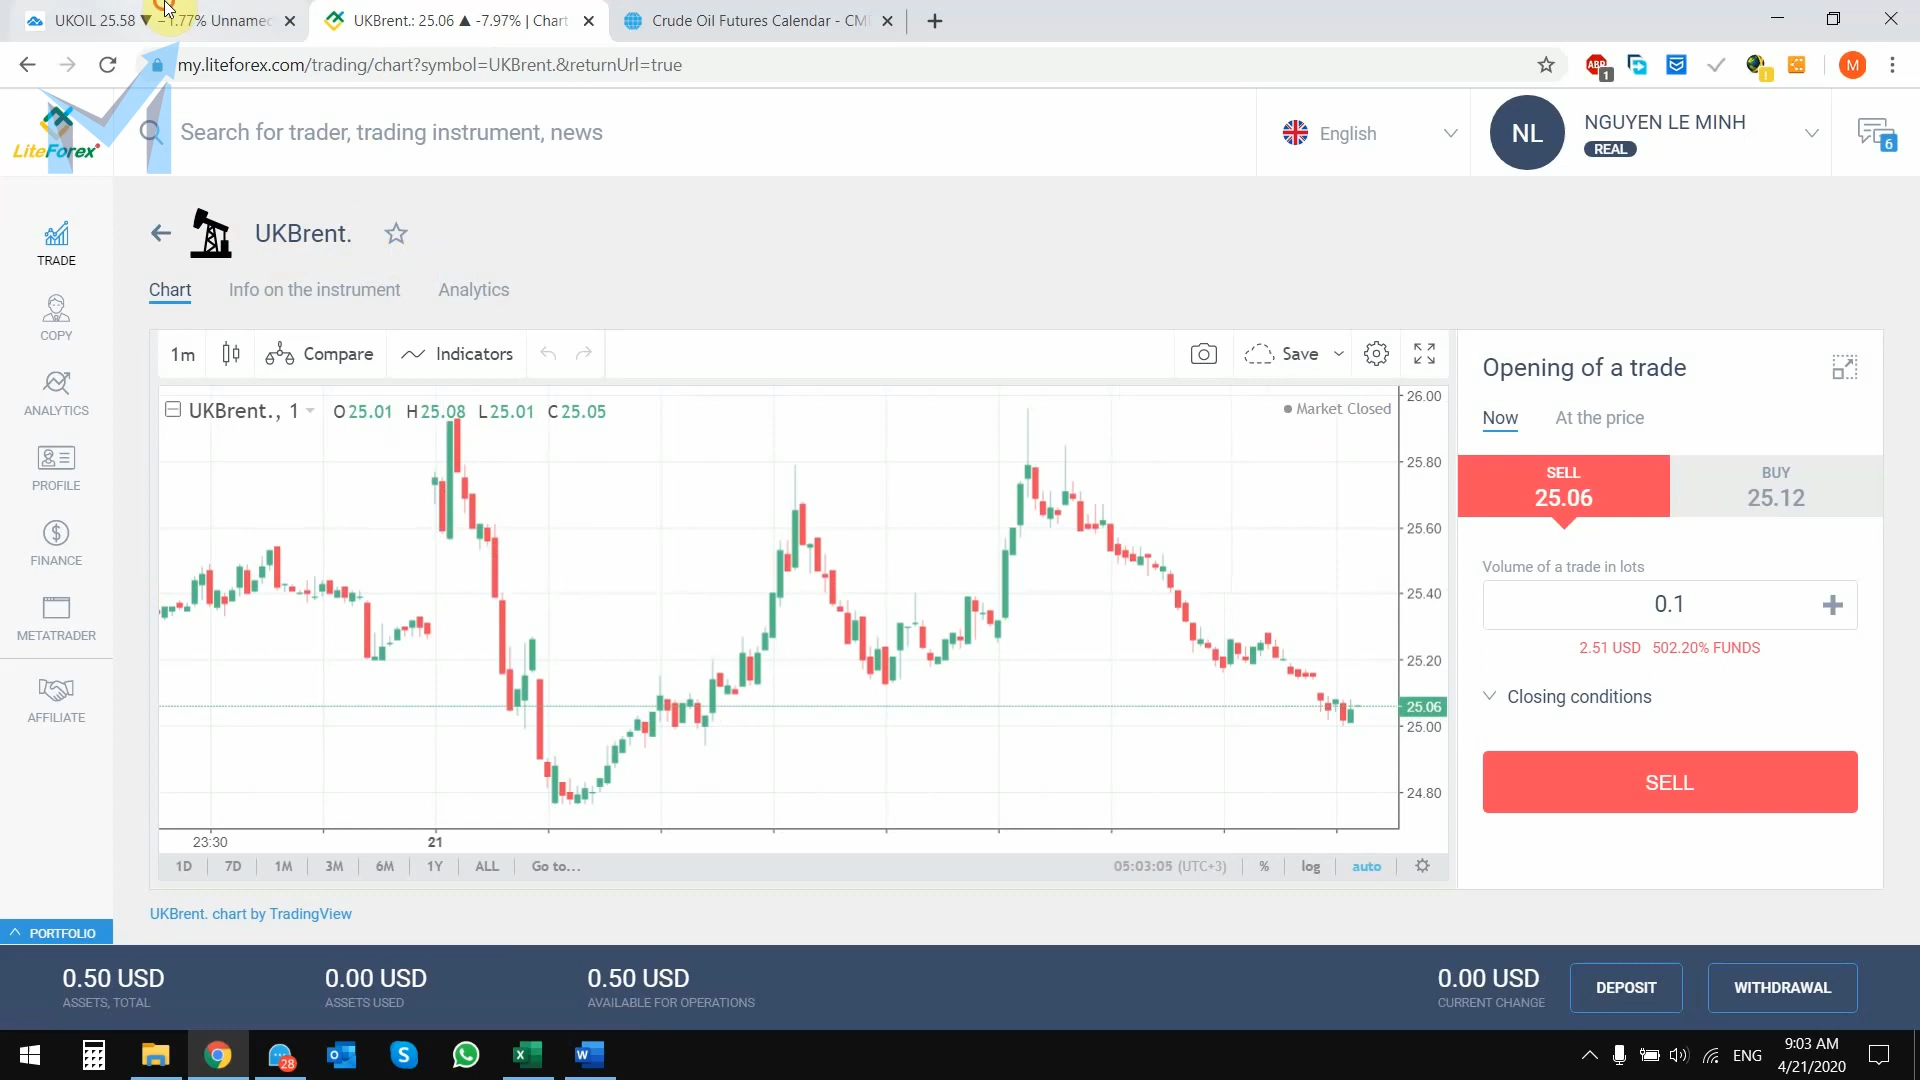 UKOIL 25.58 ▼ −1.77% Unnamed
UKBrent.: 25.06 ▲ -7.97% | Chart
Crude Oil Futures Calendar - CM
my.liteforex.com/trading/chart?symbol=UKBrent.&returnUrl=true
ABP
1
M
LiteForex
Search for trader, trading instrument, news
English
NL
NGUYEN LE MINH
REAL
6
TRADE
COPY
ANALYTICS
PROFILE
FINANCE
METATRADER
AFFILIATE
PORTFOLIO
UKBrent.
Chart
Info on the instrument
Analytics
1m
Compare
Indicators
Save
UKBrent., 1
O25.01 H25.08 L25.01 C25.05
Market Closed
26.00
25.80
25.60
25.40
25.20
25.06
25.00
24.80
23:30
21
1D
7D
1M
3M
6M
1Y
ALL
Go to...
05:03:05 (UTC+3)
%
log
auto
UKBrent. chart by TradingView
Opening of a trade
Now
At the price
SELL
25.06
BUY
25.12
Volume of a trade in lots
0.1
2.51 USD 502.20% FUNDS
Closing conditions
SELL
0.50 USD
ASSETS, TOTAL
0.00 USD
ASSETS USED
0.50 USD
AVAILABLE FOR OPERATIONS
0.00 USD
CURRENT CHANGE
DEPOSIT
WITHDRAWAL
28
ENG
9:03 AM
4/21/2020